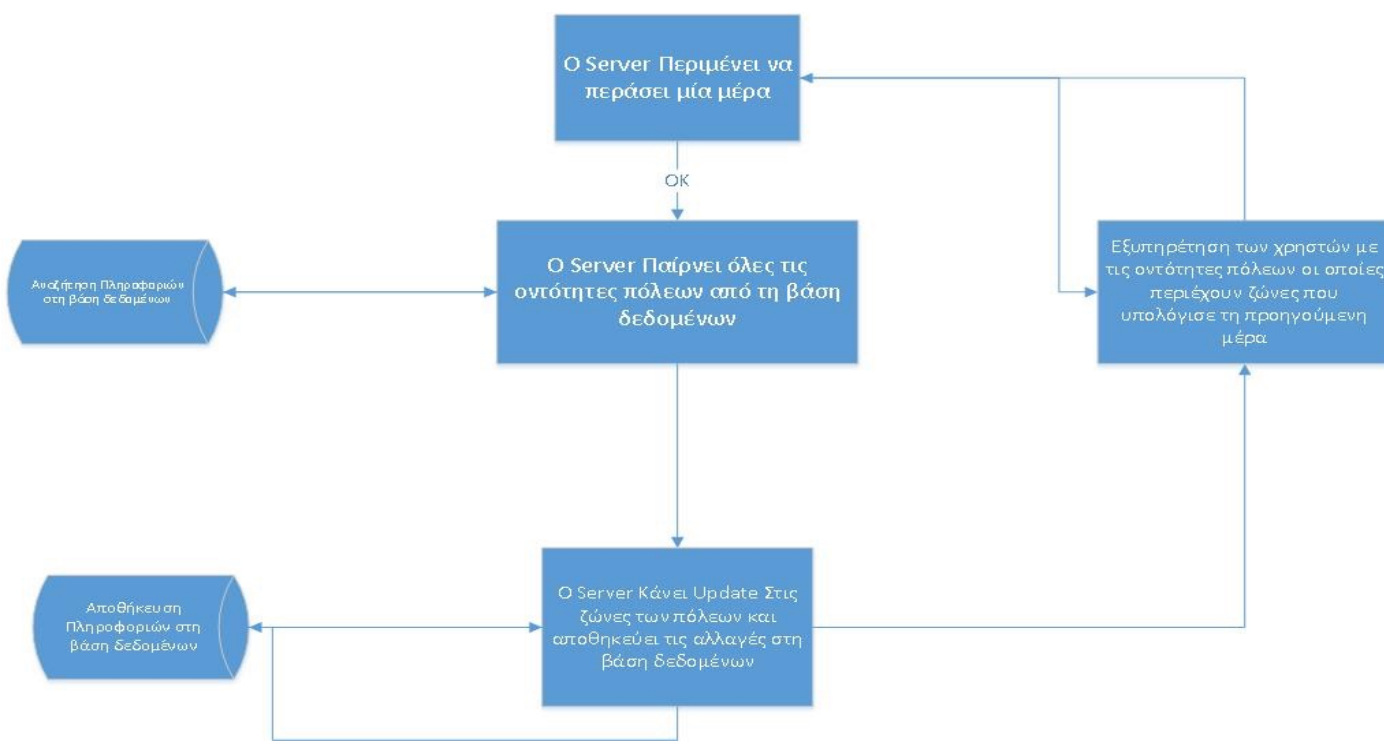 Ο Server Περιμένει να
περάσει μία μέρα
OK
Ο Server Παίρνει όλες τις
οντότητες πόλεων από τη βάση
δεδομένων
Αναζήτηση Πληροφοριών
στη βάση δεδομένων
Εξυπηρέτηση των χρηστών με
τις οντότητες πόλεων οι οποίες
περιέχουν ζώνες που
υπολόγισε τη προηγούμενη
μέρα
Αποθήκευση
Πληροφοριών στη
βάση δεδομένων
Ο Server Κάνει Update Στις
ζώνες των πόλεων και
αποθηκεύει τις αλλαγές στη
βάση δεδομένων